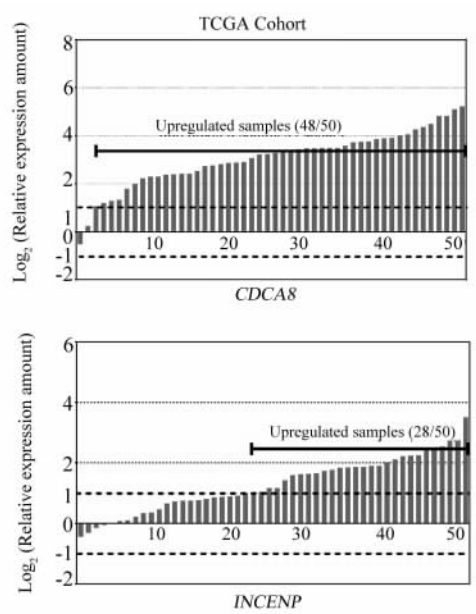 TCGA Cohort
Log₂ (Relative expression amount)
8
6
4
2
1
0
-1
-2
Upregulated samples (48/50)
10 20 30 40 50
CDCA8
Log₂ (Relative expression amount)
6
4
2
1
0
-1
-2
Upregulated samples (28/50)
10 20 30 40 50
INCENP